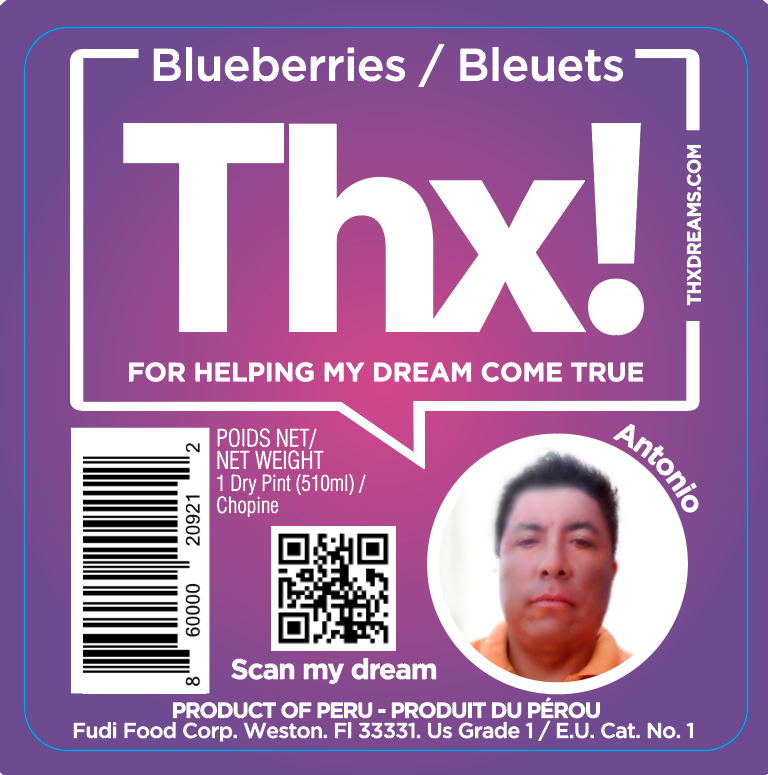 Blueberries / Bleuets
Thx!
THXDREAMS.COM
FOR HELPING MY DREAM COME TRUE
POIDS NET/
NET WEIGHT
1 Dry Pint (510ml) /
Chopine
8 60000 20921 2
Antonio
Scan my dream
PRODUCT OF PERU - PRODUIT DU PÉROU
Fudi Food Corp. Weston. Fl 33331. Us Grade 1 / E.U. Cat. No. 1